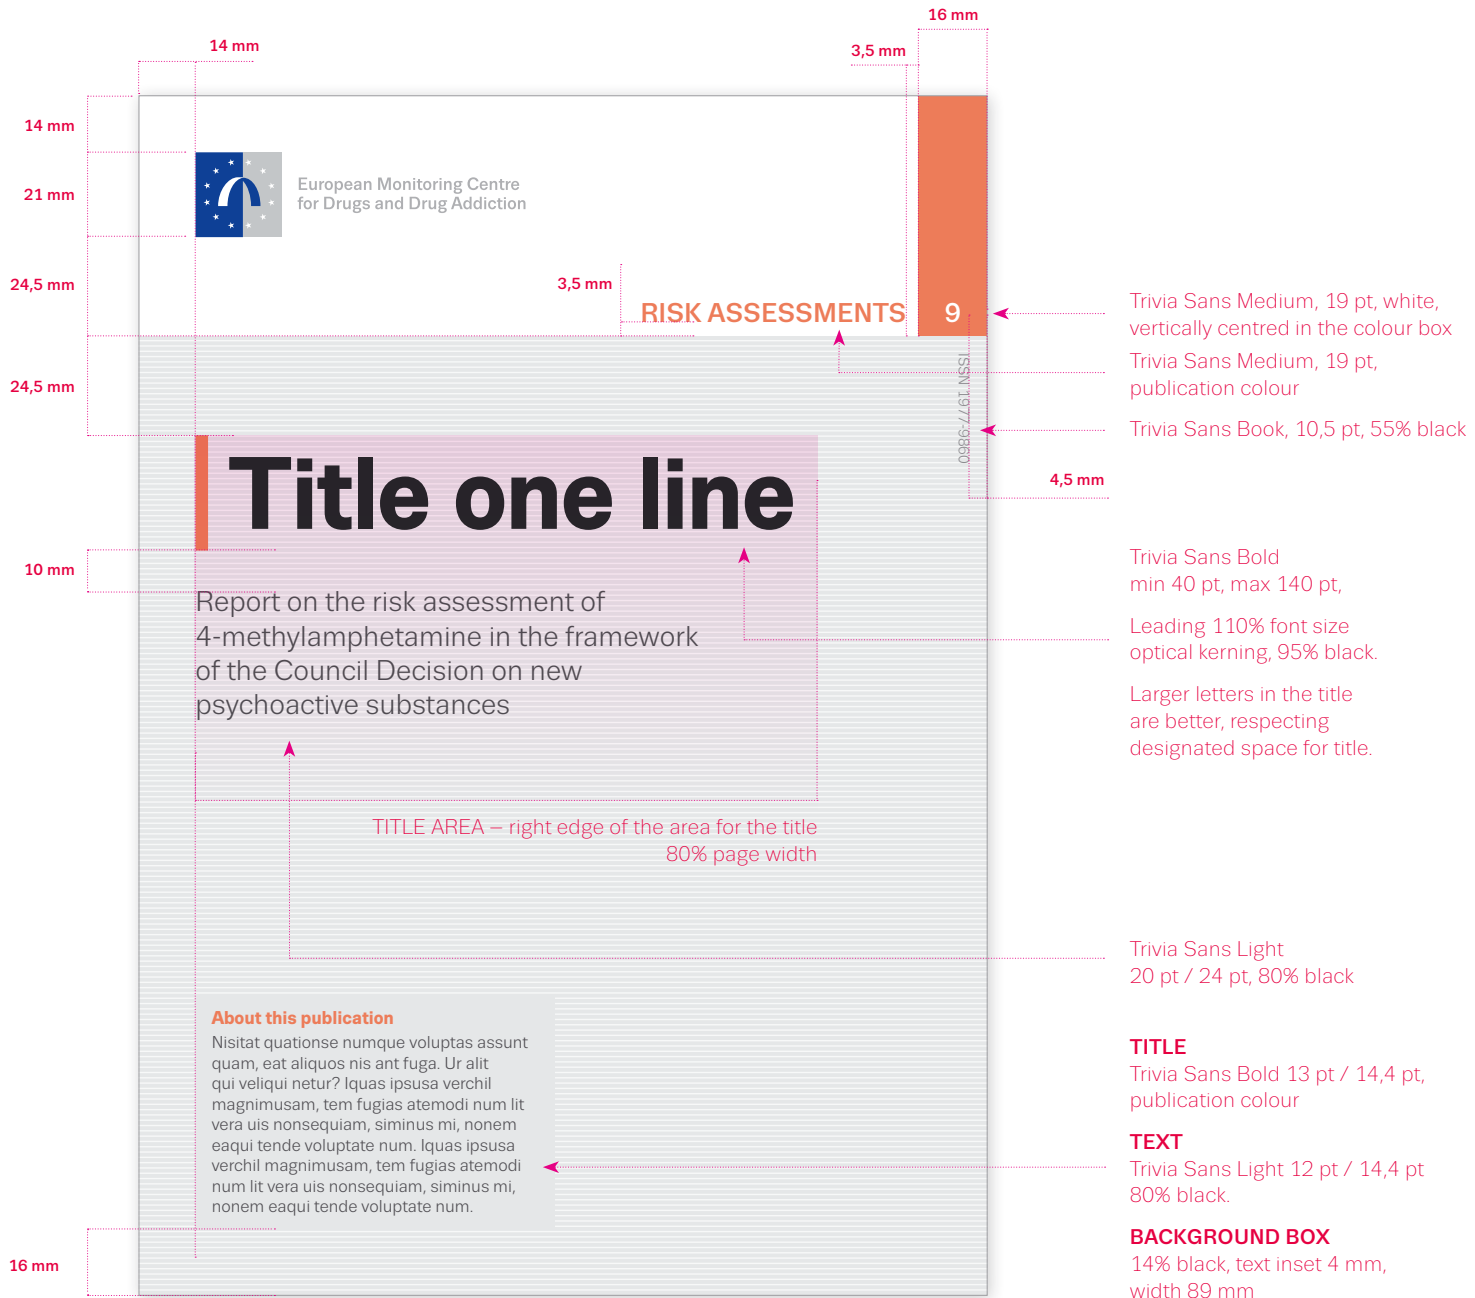 16 mm
14 mm
3,5 mm
14 mm
21 mm
European Monitoring Centre
for Drugs and Drug Addiction
24,5 mm
3,5 mm
RISK ASSESSMENTS
9
Trivia Sans Medium, 19 pt, white,
vertically centred in the colour box
Trivia Sans Medium, 19 pt,
publication colour
24,5 mm
ISSN 1977-9860
Trivia Sans Book, 10,5 pt, 55% black
4,5 mm
Title one line
10 mm
Trivia Sans Bold
min 40 pt, max 140 pt,
Leading 110% font size
optical kerning, 95% black.
Larger letters in the title
are better, respecting
designated space for title.
Report on the risk assessment of
4-methylamphetamine in the framework
of the Council Decision on new
psychoactive substances
TITLE AREA – right edge of the area for the title
80% page width
Trivia Sans Light
20 pt / 24 pt, 80% black
About this publication
Nisitat quationse numque voluptas assunt
quam, eat aliquos nis ant fuga. Ur alit
qui veliqui netur? Iquas ipsusa verchil
magnimusam, tem fugias atemodi num lit
vera uis nonsequiam, siminus mi, nonem
eaqui tende voluptate num. Iquas ipsusa
verchil magnimusam, tem fugias atemodi
num lit vera uis nonsequiam, siminus mi,
nonem eaqui tende voluptate num.
TITLE
Trivia Sans Bold 13 pt / 14,4 pt,
publication colour
TEXT
Trivia Sans Light 12 pt / 14,4 pt
80% black.
BACKGROUND BOX
14% black, text inset 4 mm,
width 89 mm
16 mm